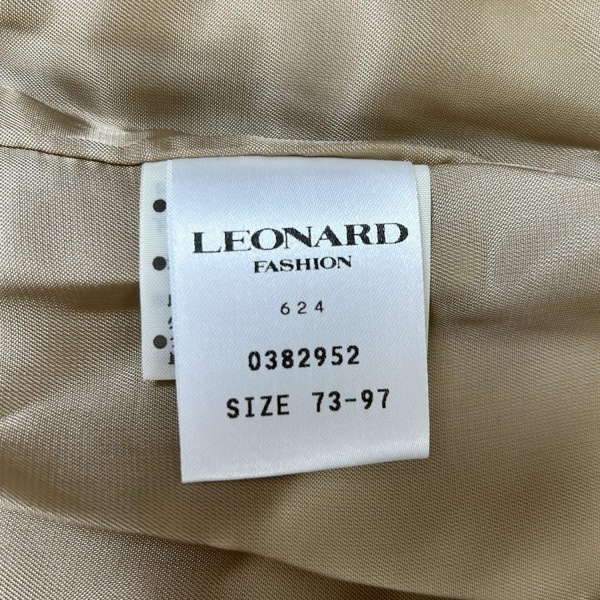 LEONARD
FASHION
624
0382952
SIZE 73-97